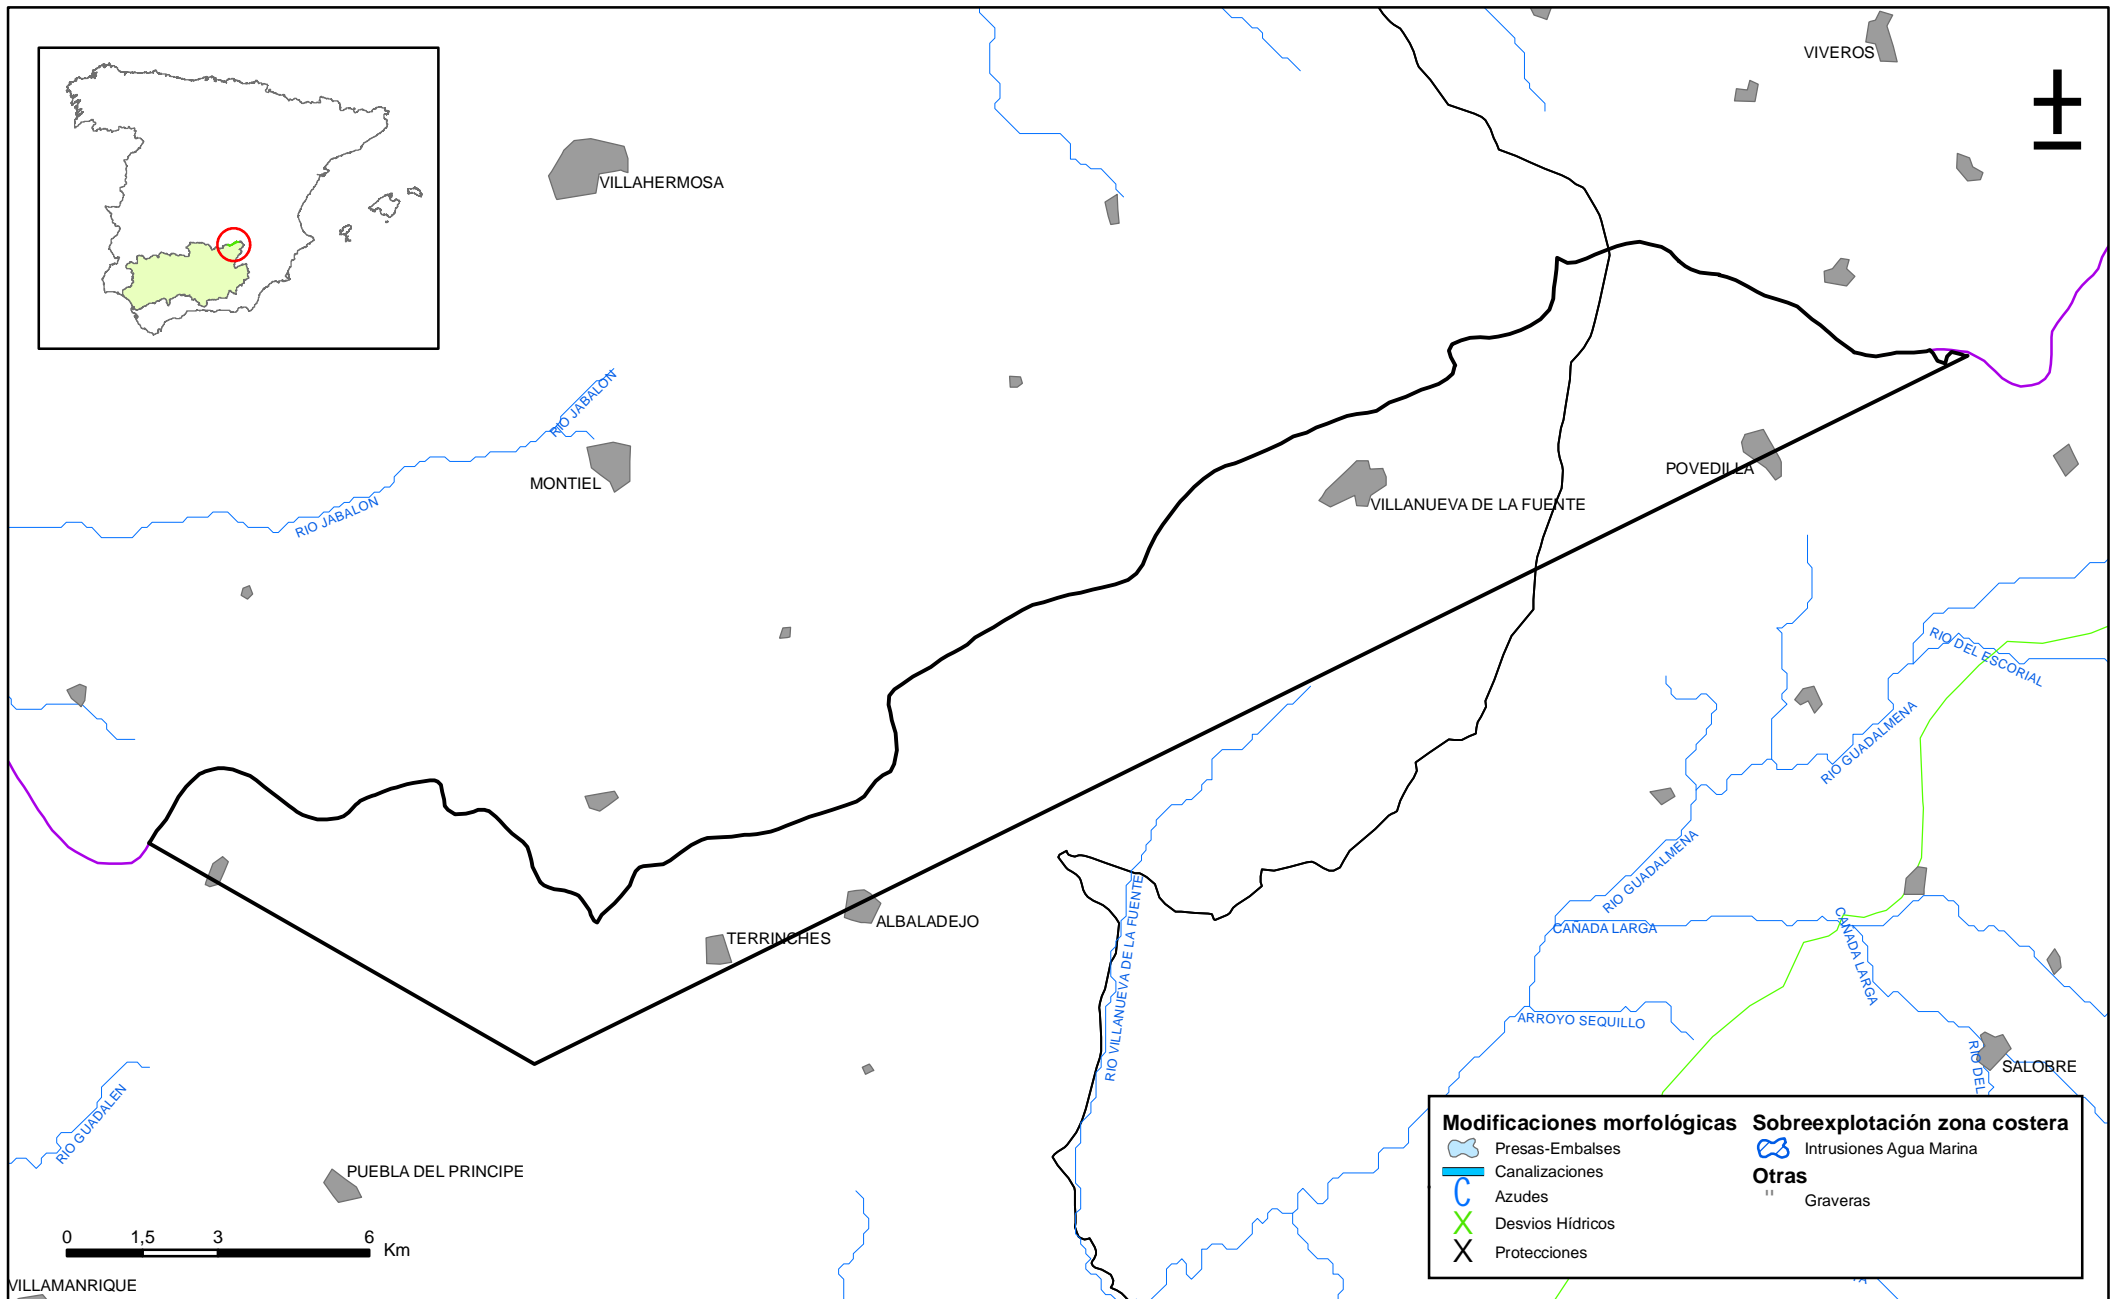 VIVEROS
VILLAHERMOSA
RIO JABALON
MONTIEL
RIO JABALON
POVEDILLA
VILLANUEVA DE LA FUENTE
RIO DEL ESCORIAL
RIO GUADALMENA
RIO GUADALMENA
ALBALADEJO
TERRINCHES
RIO VILLANUEVA DE LA FUENTE
CAÑADA LARGA
CAÑADA LARGA
ARROYO SEQUILLO
RIO DEL
SALOBRE
RIO GUADALEN
PUEBLA DEL PRINCIPE
VILLAMANRIQUE
0 1,5 3 6 Km
Modificaciones morfológicas
Presas-Embalses
Canalizaciones
C Azudes
X Desvios Hídricos
X Protecciones
Sobreexplotación zona costera
Intrusiones Agua Marina
Otras
" Graveras